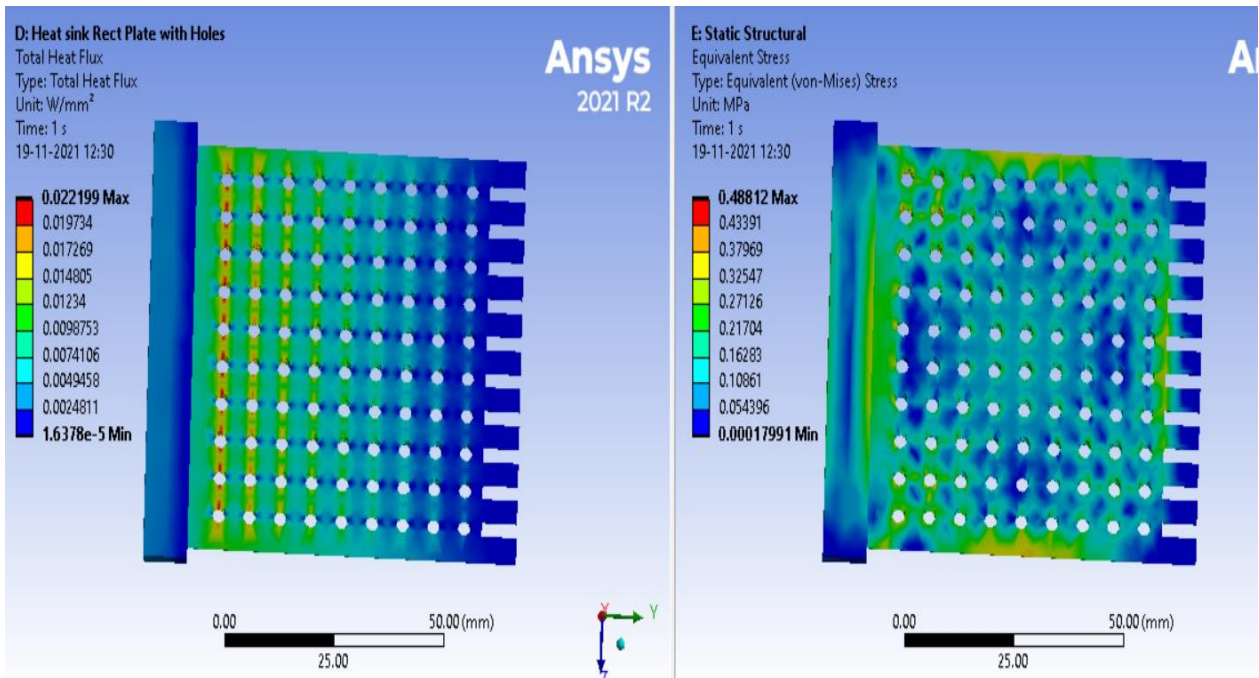 D: Heat sink Rect Plate with Holes
Total Heat Flux
Type: Total Heat Flux
Unit: W/mm²
Time: 1 s
19-11-2021 12:30
Ansys
2021 R2
0.022199 Max
0.019734
0.017269
0.014805
0.01234
0.0098753
0.0074106
0.0049458
0.0024811
1.6378e-5 Min
0.00
50.00 (mm)
25.00
X
Y
Z
E: Static Structural
Equivalent Stress
Type: Equivalent (von-Mises) Stress
Unit: MPa
Time: 1 s
19-11-2021 12:30
An
0.48812 Max
0.43391
0.37969
0.32547
0.27126
0.21704
0.16283
0.10861
0.054396
0.00017991 Min
0.00
50.00 (mm)
25.00